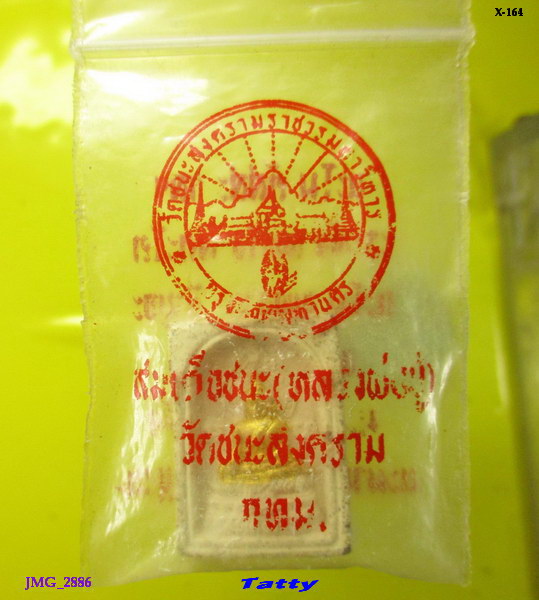 X-164
วัดชนะสงครามราชวรมหาวิหาร
กรุงเทพมหานคร
สมเด็จชนะ(หลวงพ่อปู่)
วัดชนะสงคราม
กทม.
JMG_2886
Tatty